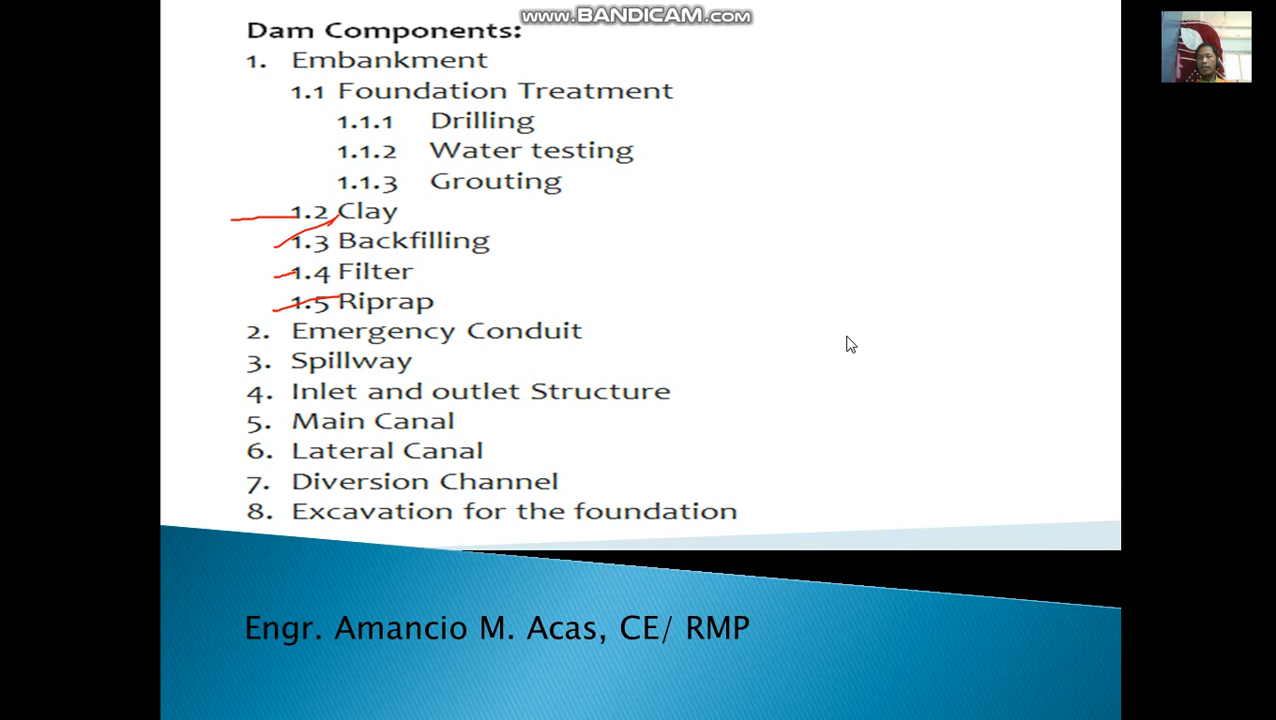 www.BANDICAM.com
Dam Components:
1. Embankment
1.1 Foundation Treatment
1.1.1 Drilling
1.1.2 Water testing
1.1.3 Grouting
1.2 Clay
1.3 Backfilling
1.4 Filter
1.5 Riprap
2. Emergency Conduit
3. Spillway
4. Inlet and outlet Structure
5. Main Canal
6. Lateral Canal
7. Diversion Channel
8. Excavation for the foundation
Engr. Amancio M. Acas, CE/ RMP